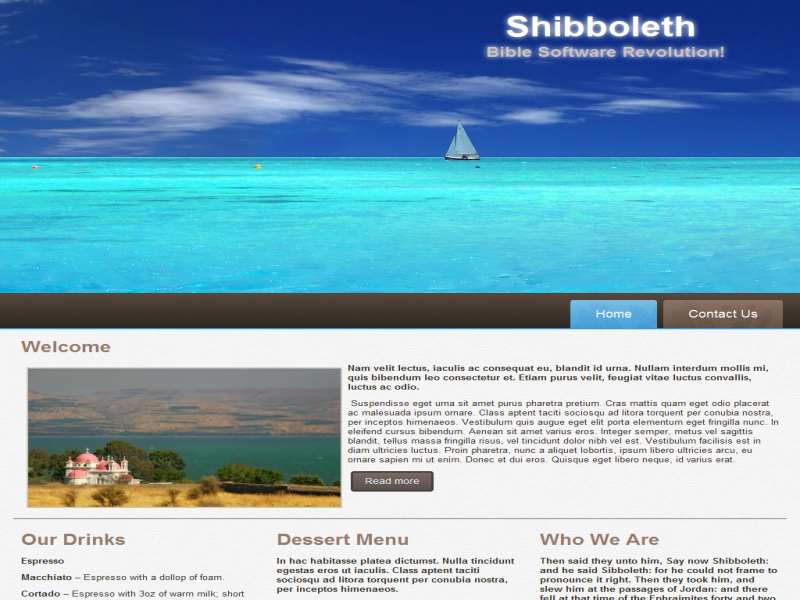 Shibboleth
Bible Software Revolution!
Home
Contact Us
Welcome
Nam velit lectus, iaculis ac consequat eu, blandit id urna. Nullam interdum mollis mi,
quis bibendum leo consectetur et. Etiam purus velit, feugiat vitae luctus convallis,
luctus ac odio.
Suspendisse eget urna sit amet purus pharetra pretium. Cras mattis quam eget odio placerat
ac malesuada ipsum ornare. Class aptent taciti sociosqu ad litora torquent per conubia nostra,
per inceptos himenaeos. Vestibulum quis augue eget elit porta elementum eget fringilla nunc. In
eleifend cursus bibendum. Aenean sit amet varius eros. Integer semper, metus vel sagittis
blandit, tellus massa fringilla risus, vel tincidunt dolor nibh vel est. Vestibulum facilisis est in
diam ultricies luctus. Proin pharetra, nunc a aliquet lobortis, ipsum libero ultricies arcu, eu
ornare sapien mi ut enim. Donec et dui eros. Quisque eget libero neque, id varius erat.
Read more
Our Drinks
Espresso
Macchiato – Espresso with a dollop of foam.
Cortado – Espresso with 3oz of warm milk; short
Dessert Menu
In hac habitasse platea dictumst. Nulla tincidunt
egestas eros ut iaculis. Class aptent taciti
sociosqu ad litora torquent per conubia nostra,
per inceptos himenaeos.
Who We Are
Then said they unto him, Say now Shibboleth:
and he said Sibboleth: for he could not frame to
pronounce it right. Then they took him, and
slew him at the passages of Jordan: and there
fell at that time of the Ephraimites forty and two